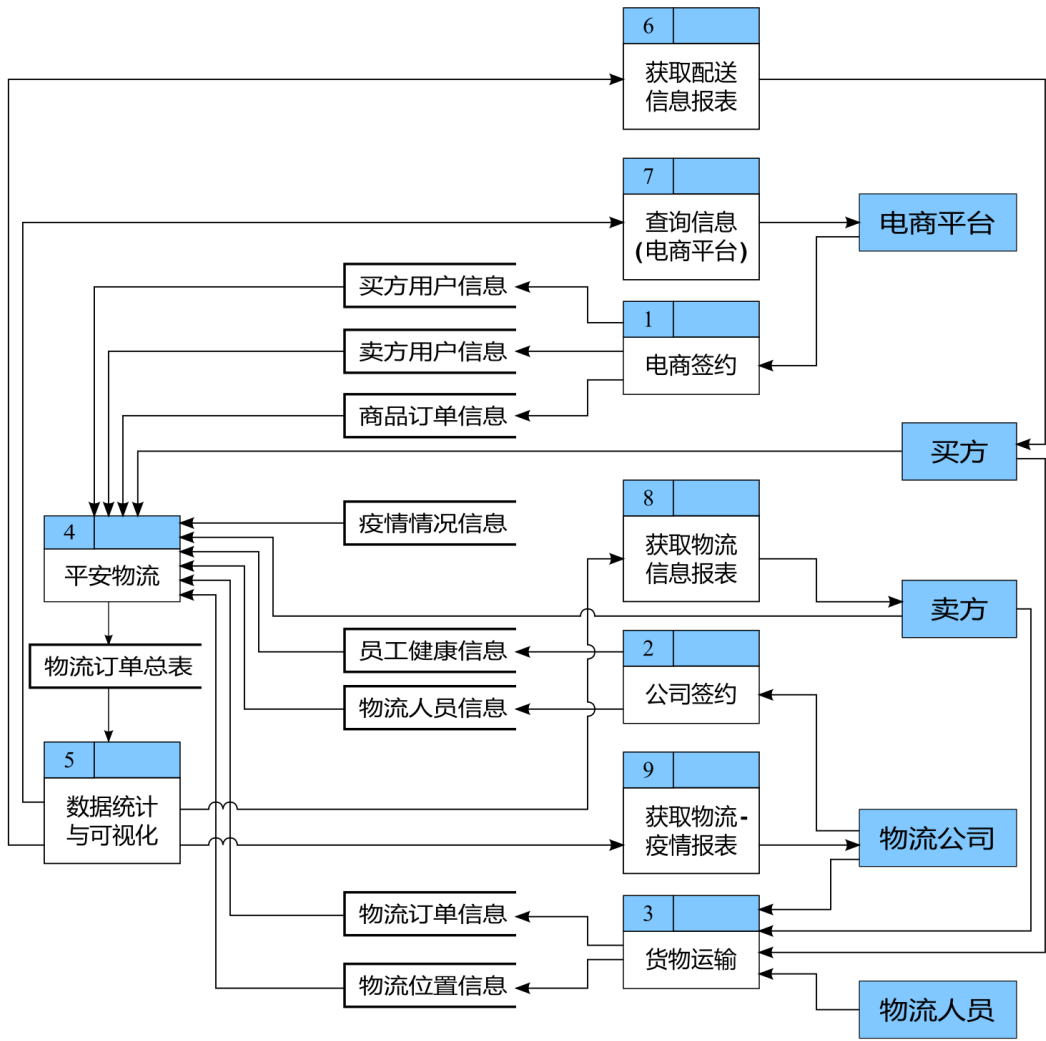 6
获取配送
信息报表
7
查询信息
(电商平台)
电商平台
买方用户信息
1
电商签约
卖方用户信息
商品订单信息
买方
8
获取物流
信息报表
疫情情况信息
4
平安物流
卖方
员工健康信息
2
公司签约
物流订单总表
物流人员信息
5
数据统计
与可视化
9
获取物流-
疫情报表
物流公司
物流订单信息
3
货物运输
物流位置信息
物流人员